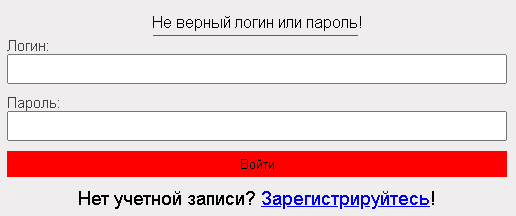 Не верный логин или пароль!
Логин:
Пароль:
Войти
Нет учетной записи? Зарегистрируйтесь!